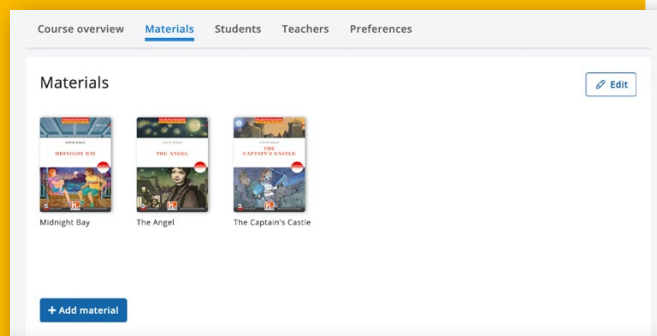 Course overview Materials Students Teachers Preferences
Materials
Edit
MIDNIGHT BAY
THE ANGEL
THE
CAPTAIN'S CASTLE
Midnight Bay
The Angel
The Captain's Castle
+ Add material